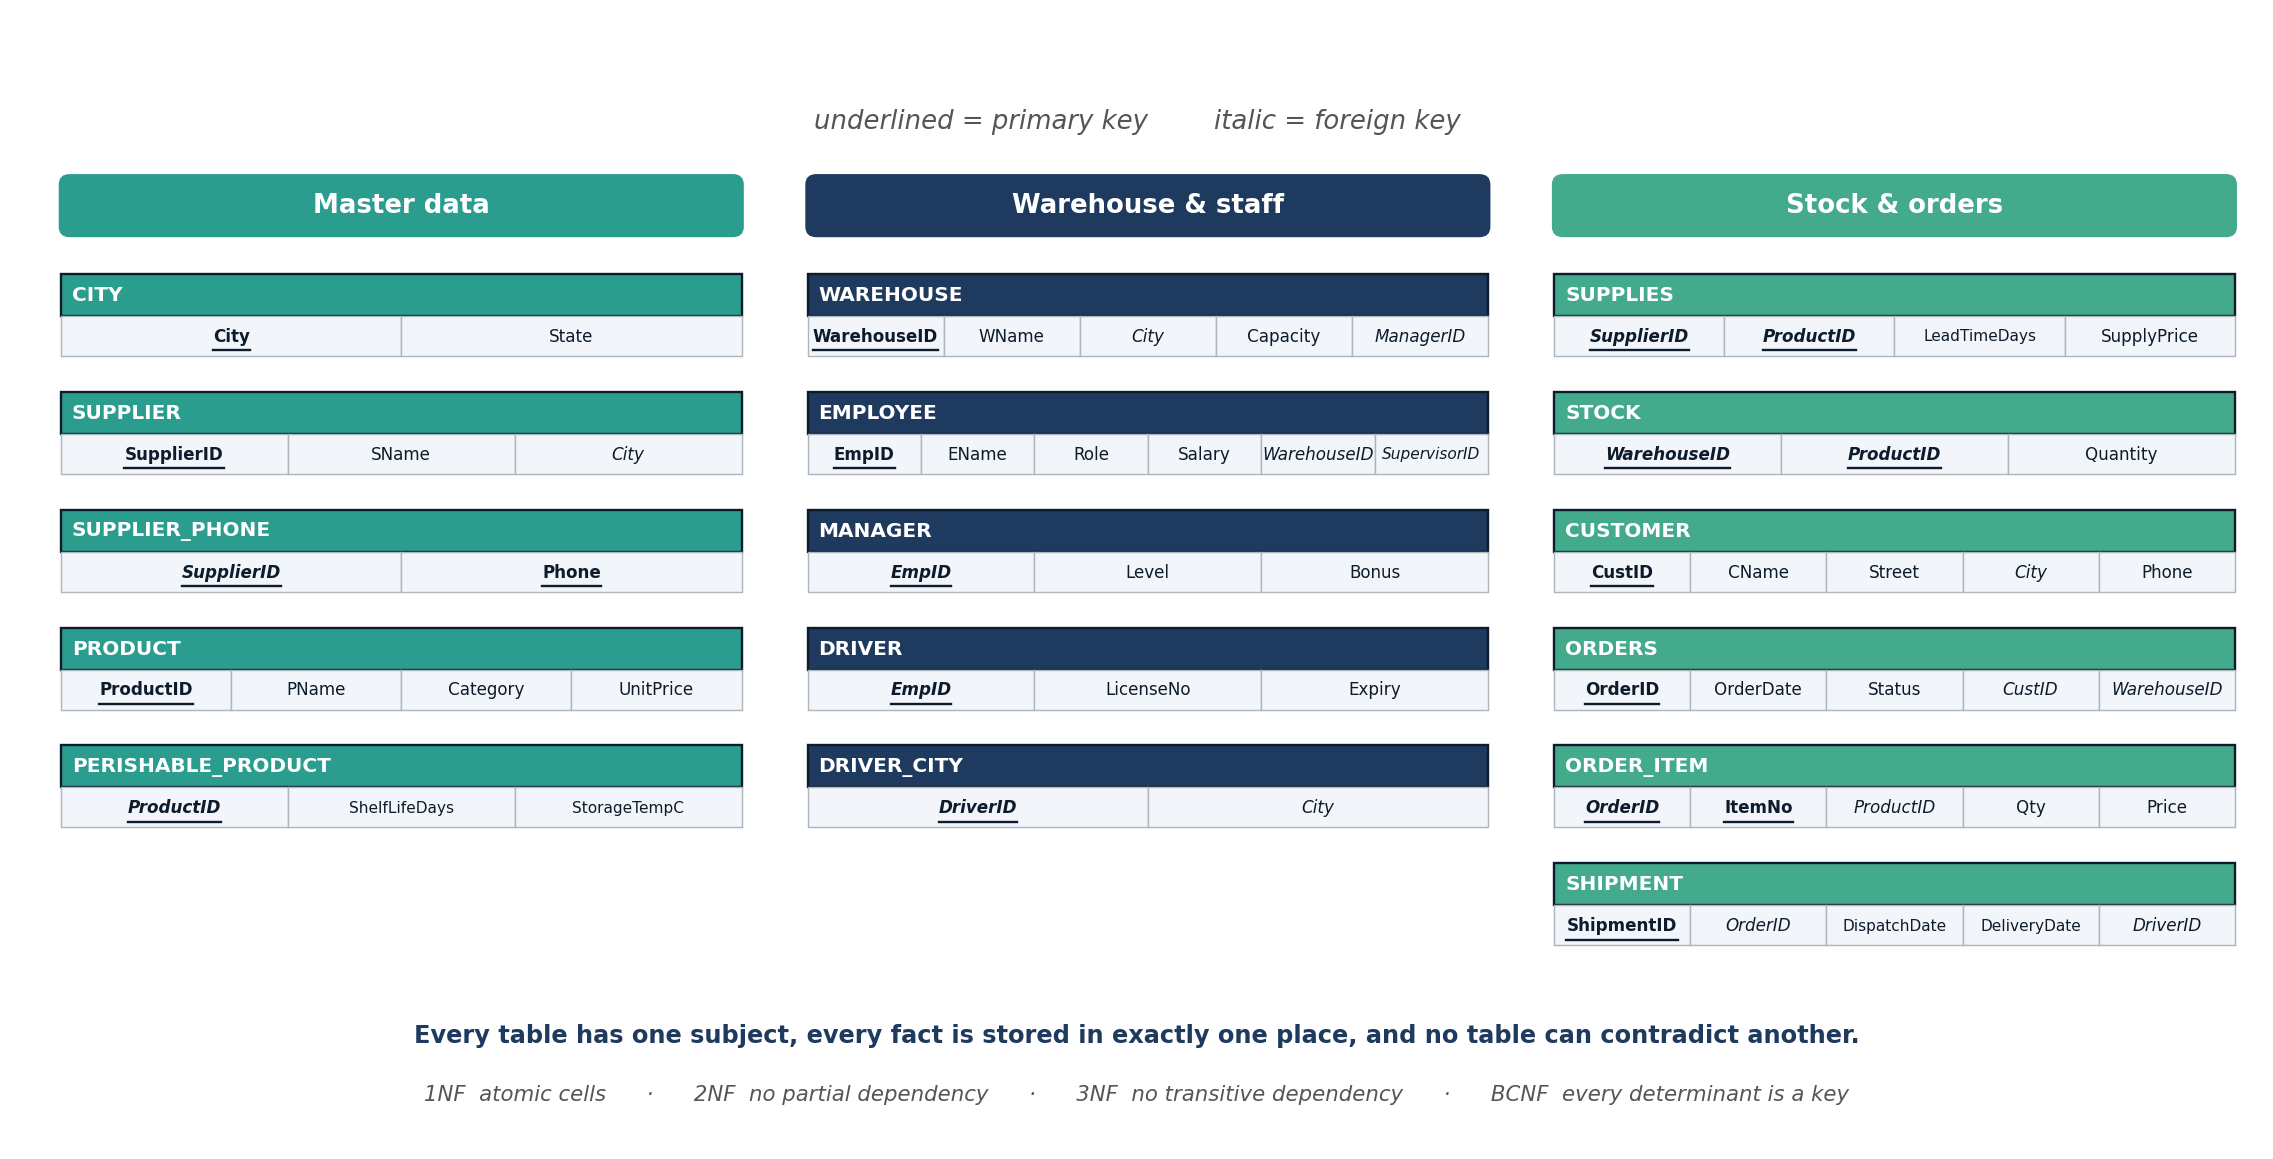 underlined = primary key italic = foreign key
Master data
CITY
City State
SUPPLIER
SupplierID SName City
SUPPLIER_PHONE
SupplierID Phone
PRODUCT
ProductID PName Category UnitPrice
PERISHABLE_PRODUCT
ProductID ShelfLifeDays StorageTempC
Warehouse & staff
WAREHOUSE
WarehouseID WName City Capacity ManagerID
EMPLOYEE
EmpID EName Role Salary WarehouseID SupervisorID
MANAGER
EmpID Level Bonus
DRIVER
EmpID LicenseNo Expiry
DRIVER_CITY
DriverID City
Stock & orders
SUPPLIES
SupplierID ProductID LeadTimeDays SupplyPrice
STOCK
WarehouseID ProductID Quantity
CUSTOMER
CustID CName Street City Phone
ORDERS
OrderID OrderDate Status CustID WarehouseID
ORDER_ITEM
OrderID ItemNo ProductID Qty Price
SHIPMENT
ShipmentID OrderID DispatchDate DeliveryDate DriverID
Every table has one subject, every fact is stored in exactly one place, and no table can contradict another.
1NF atomic cells · 2NF no partial dependency · 3NF no transitive dependency · BCNF every determinant is a key